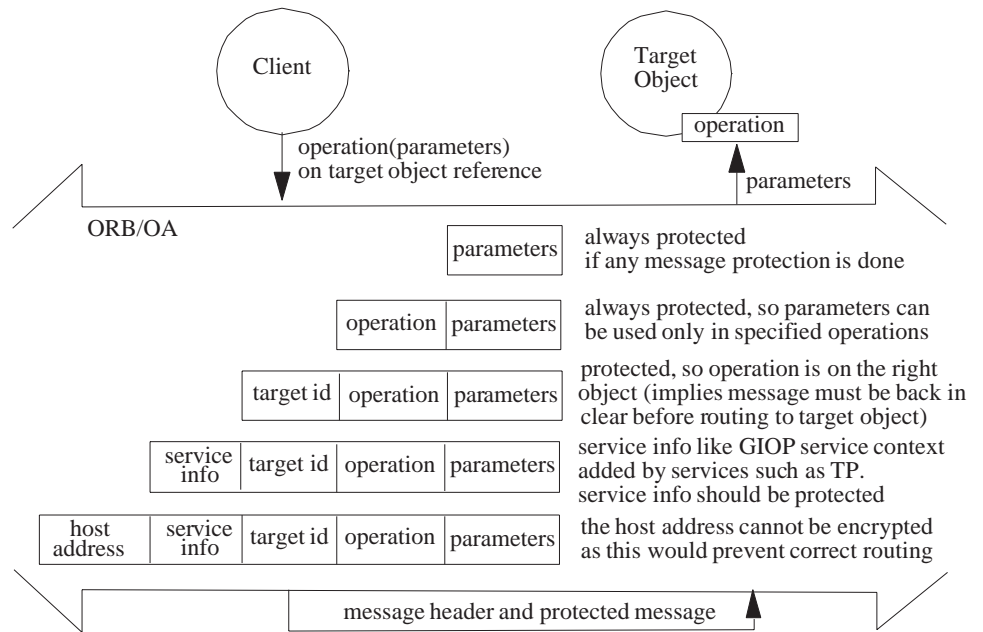 Client
Target
Object
operation
operation(parameters)
on target object reference
parameters
ORB/OA
parameters
always protected
if any message protection is done
operation parameters
always protected, so parameters can
be used only in specified operations
target id operation parameters
protected, so operation is on the right
object (implies message must be back in
clear before routing to target object)
service info target id operation parameters
service info like GIOP service context
added by services such as TP.
service info should be protected
host address service info target id operation parameters
the host address cannot be encrypted
as this would prevent correct routing
message header and protected message